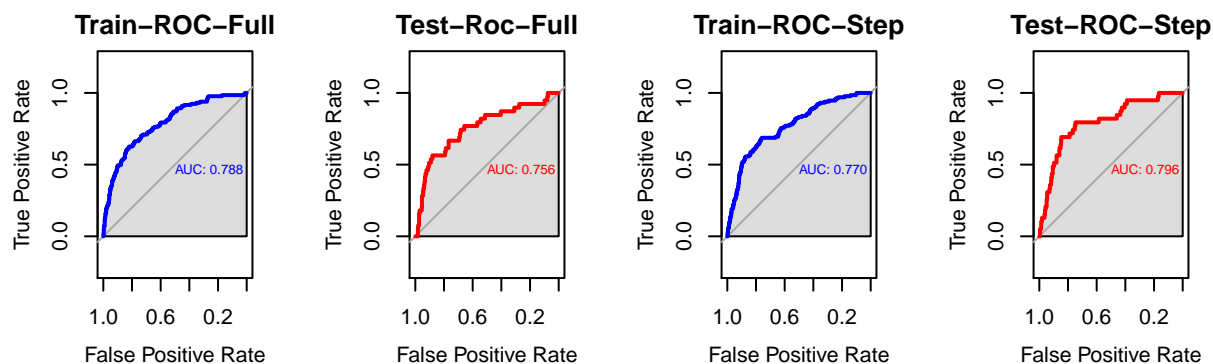 Train−ROC−Full
True Positive Rate
1.0
0.5
0.0
AUC: 0.788
1.0 0.6 0.2
False Positive Rate
Test−Roc−Full
True Positive Rate
1.0
0.5
0.0
AUC: 0.756
1.0 0.6 0.2
False Positive Rate
Train−ROC−Step
True Positive Rate
1.0
0.5
0.0
AUC: 0.770
1.0 0.6 0.2
False Positive Rate
Test−ROC−Step
True Positive Rate
1.0
0.5
0.0
AUC: 0.796
1.0 0.6 0.2
False Positive Rate